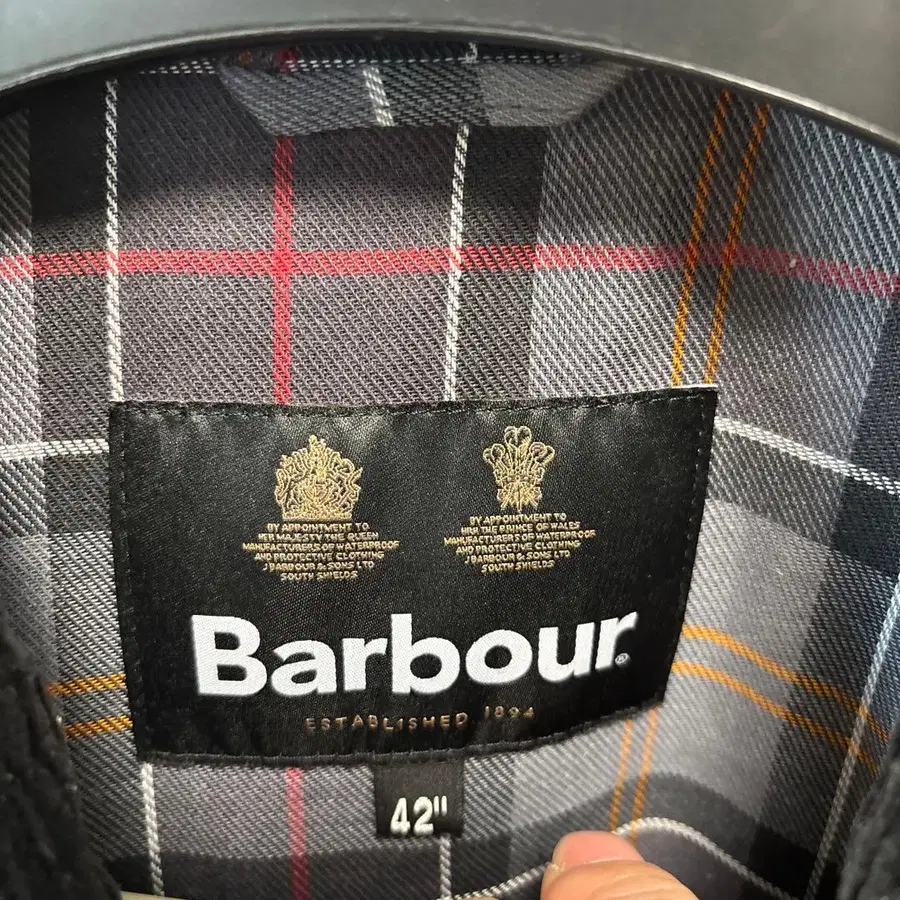 BY APPOINTMENT TO
HER MAJESTY THE QUEEN
MANUFACTURERS OF WATERPROOF
AND PROTECTIVE CLOTHING
J BARBOUR & SONS LTD
SOUTH SHIELDS
BY APPOINTMENT TO
HRH THE PRINCE OF WALES
MANUFACTURERS OF WATERPROOF
AND PROTECTIVE CLOTHING
J BARBOUR & SONS LTD
SOUTH SHIELDS
Barbour®
ESTABLISHED 1894
42"